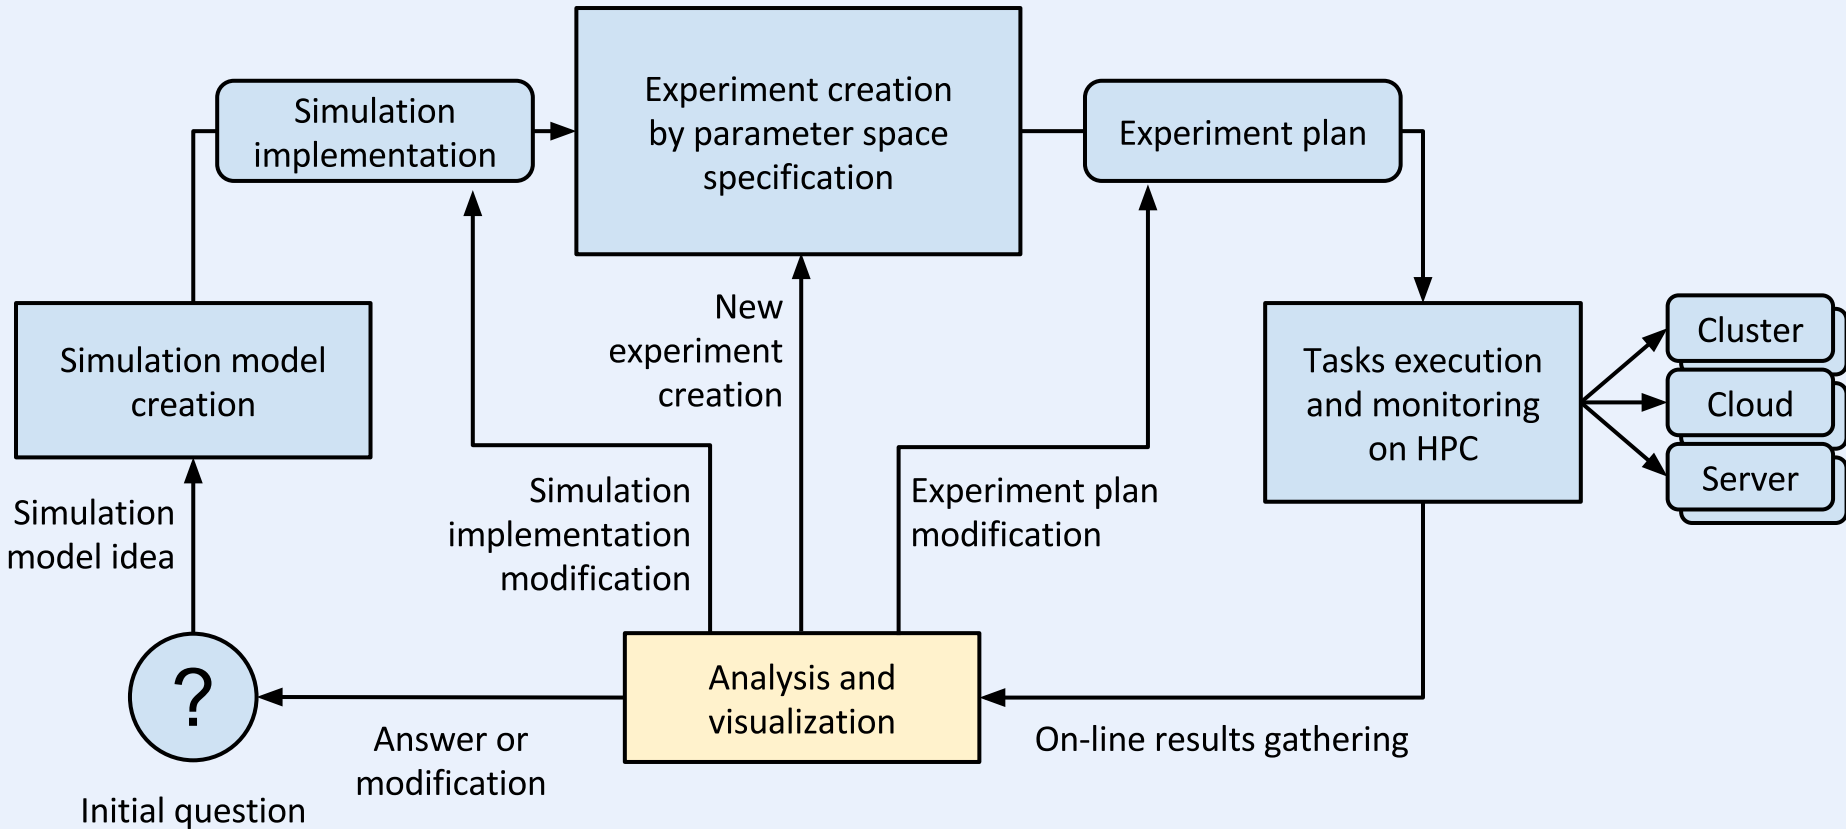 Simulation
implementation
Experiment creation
by parameter space
specification
Experiment plan
Simulation model
creation
New
experiment
creation
Tasks execution
and monitoring
on HPC
Cluster
Cloud
Server
Simulation
model idea
Simulation
implementation
modification
Experiment plan
modification
?
Analysis and
visualization
Answer or
modification
On-line results gathering
Initial question